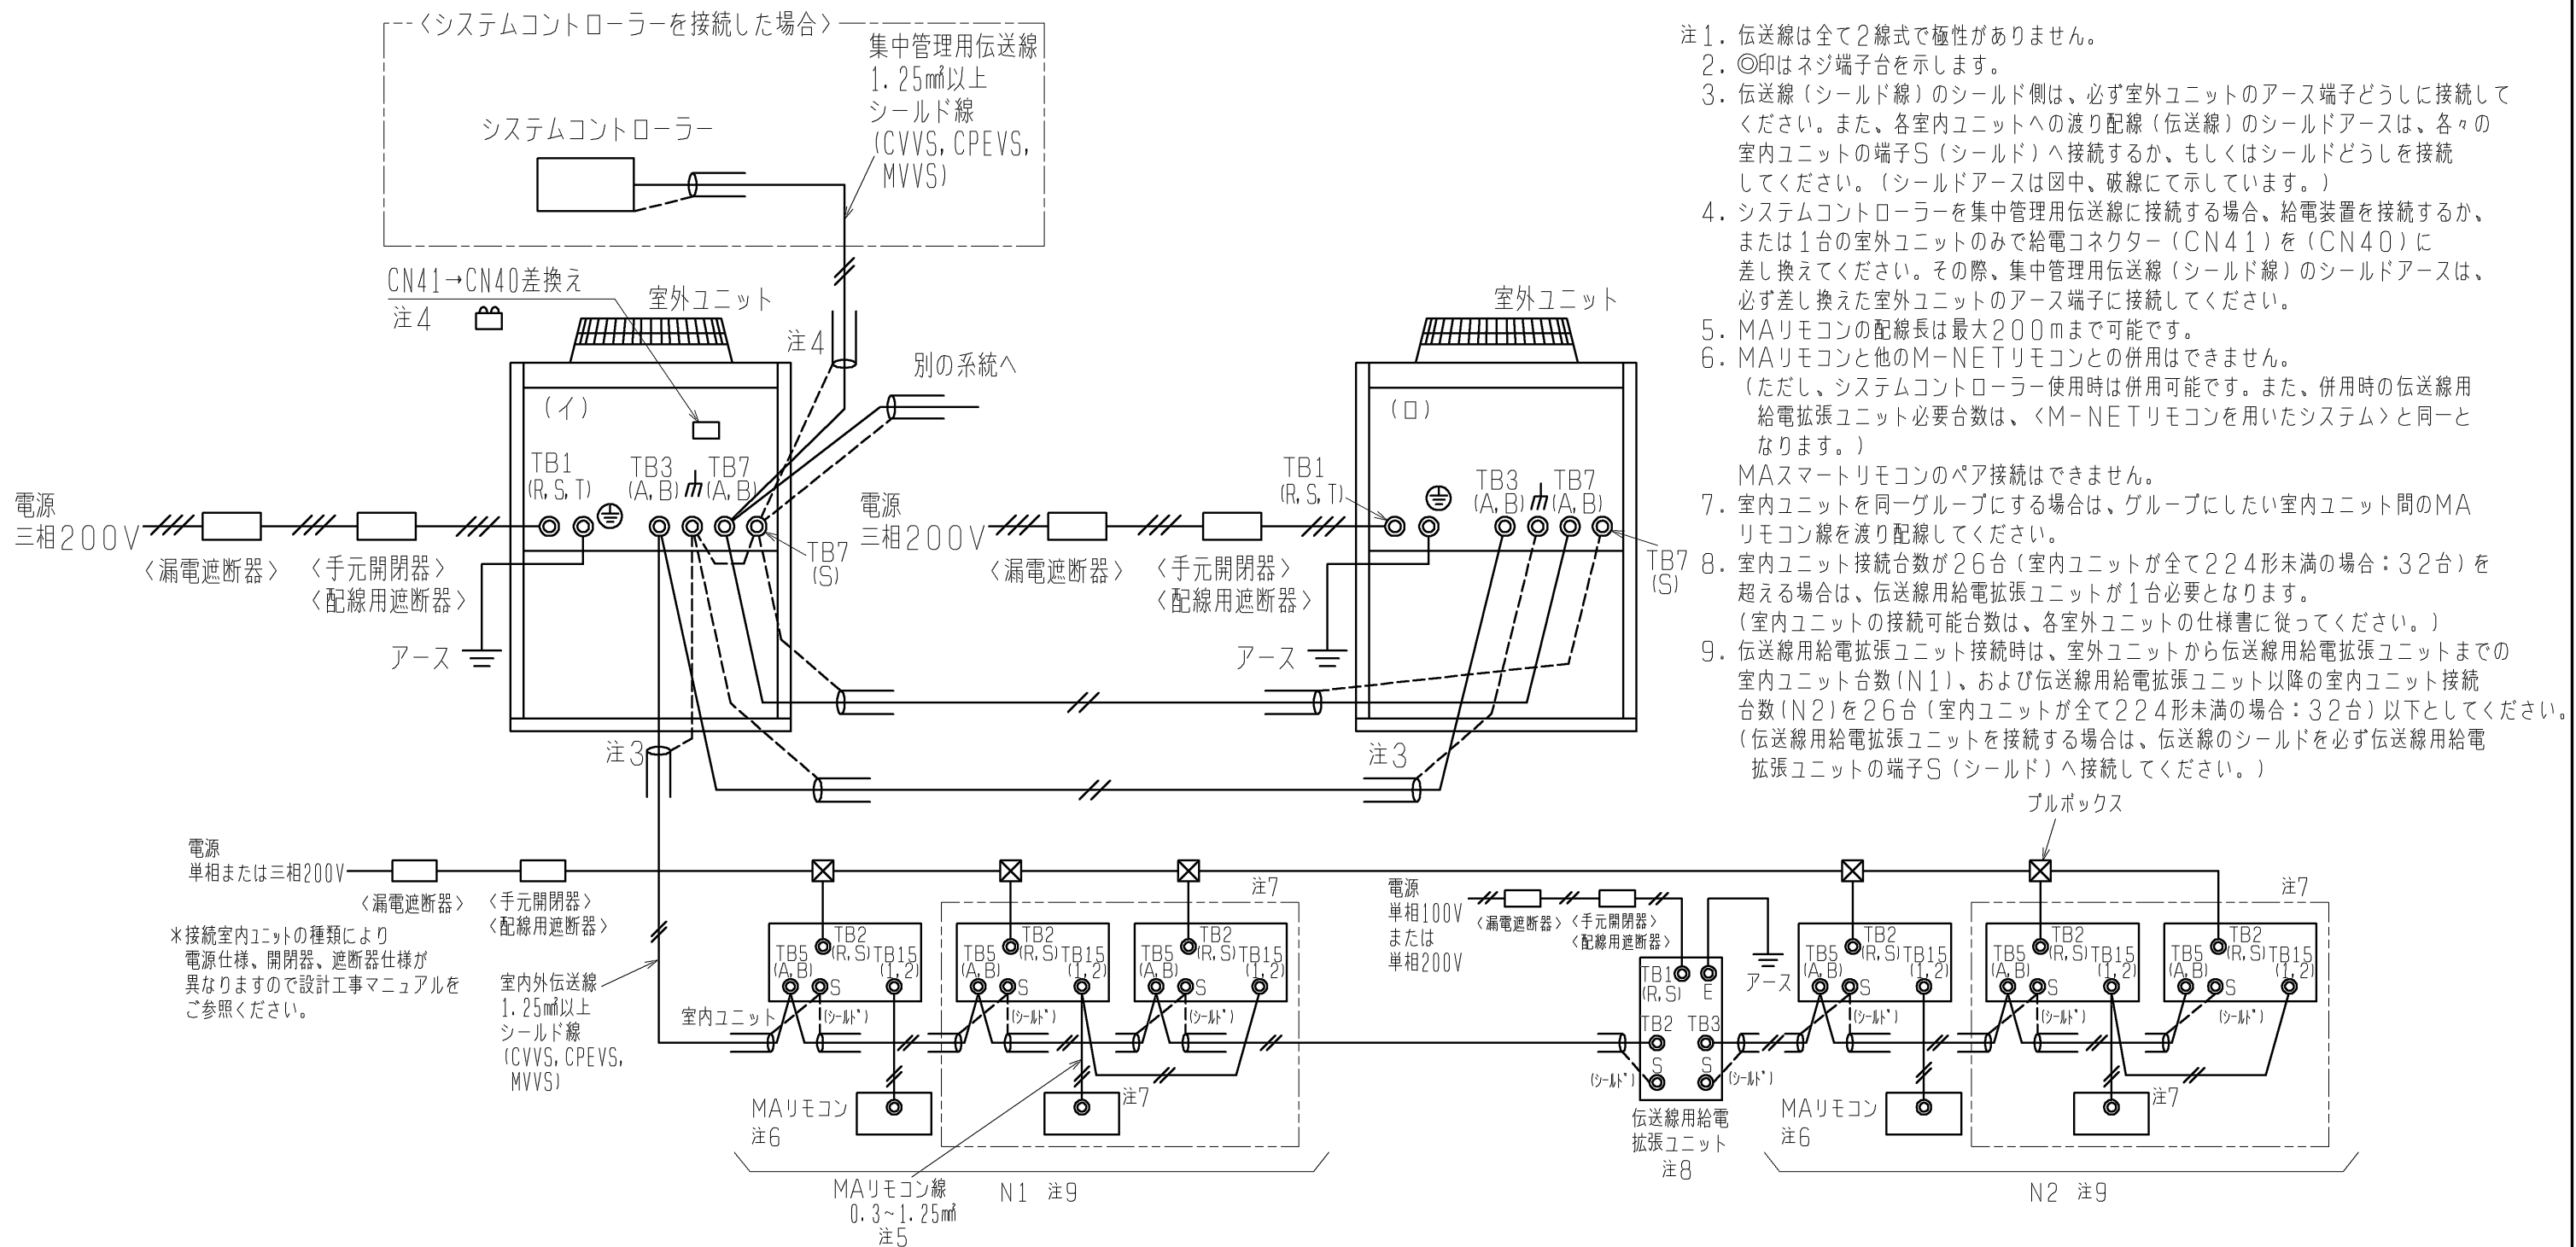 〈システムコントローラーを接続した場合〉
集中管理用伝送線
1.25㎟以上
シールド線
(CVVS, CPEVS,
MVVS)
システムコントローラー
CN41→CN40差換え
注4
室外ユニット
注4
別の系統へ
(イ)
TB1
(R, S, T)
TB3
(A, B)
TB7
(A, B)
TB7
(S)
電源
三相200V
〈漏電遮断器〉
〈手元開閉器〉
〈配線用遮断器〉
アース
注3
室外ユニット
(ロ)
TB1
(R, S, T)
TB3
(A, B)
TB7
(A, B)
TB7
(S)
電源
三相200V
〈漏電遮断器〉
〈手元開閉器〉
〈配線用遮断器〉
アース
注3
注1. 伝送線は全て2線式で極性がありません。
2. ◎印はネジ端子台を示します。
3. 伝送線(シールド線)のシールド側は、必ず室外ユニットのアース端子どうしに接続して
ください。また、各室内ユニットへの渡り配線(伝送線)のシールドアースは、各々の
室内ユニットの端子S(シールド)へ接続するか、もしくはシールドどうしを接続
してください。(シールドアースは図中、破線にて示しています。)
4. システムコントローラーを集中管理用伝送線に接続する場合、給電装置を接続するか、
または1台の室外ユニットのみで給電コネクター(CN41)を(CN40)に
差し換えてください。その際、集中管理用伝送線(シールド線)のシールドアースは、
必ず差し換えた室外ユニットのアース端子に接続してください。
5. MAリモコンの配線長は最大200mまで可能です。
6. MAリモコンと他のM-NETリモコンとの併用はできません。
(ただし、システムコントローラー使用時は併用可能です。また、併用時の伝送線用
給電拡張ユニット必要台数は、〈M-NETリモコンを用いたシステム〉と同一と
なります。)
MAスマートリモコンのペア接続はできません。
7. 室内ユニットを同一グループにする場合は、グループにしたい室内ユニット間のMA
リモコン線を渡り配線してください。
8. 室内ユニット接続台数が26台(室内ユニットが全て224形未満の場合:32台)を
超える場合は、伝送線用給電拡張ユニットが1台必要となります。
(室内ユニットの接続可能台数は、各室外ユニットの仕様書に従ってください。)
9. 伝送線用給電拡張ユニット接続時は、室外ユニットから伝送線用給電拡張ユニットまでの
室内ユニット台数(N1)、および伝送線用給電拡張ユニット以降の室内ユニット接続
台数(N2)を26台(室内ユニットが全て224形未満の場合:32台)以下としてください。
(伝送線用給電拡張ユニットを接続する場合は、伝送線のシールドを必ず伝送線用給電
拡張ユニットの端子S(シールド)へ接続してください。)
プルボックス
電源
単相または三相200V
〈漏電遮断器〉
〈手元開閉器〉
〈配線用遮断器〉
*接続室内ユニットの種類により
電源仕様、開閉器、遮断器仕様が
異なりますので設計工事マニュアルを
ご参照ください。
室内外伝送線
1.25㎟以上
シールド線
(CVVS, CPEVS,
MVVS)
室内ユニット
TB5
(A, B)
TB2
(R, S)
TB15
(1, 2)
S
(シールド)
TB5
(A, B)
TB2
(R, S)
TB15
(1, 2)
S
(シールド)
注7
TB5
(A, B)
TB2
(R, S)
TB15
(1, 2)
S
(シールド)
MAリモコン
注6
注7
MAリモコン線
0.3~1.25㎟
注5
N1 注9
電源
単相100V
または
単相200V
〈漏電遮断器〉
〈手元開閉器〉
〈配線用遮断器〉
アース
TB1
(R, S)
E
TB2
TB3
S
S
(シールド)
(シールド)
伝送線用給電
拡張ユニット
注8
TB5
(A, B)
TB2
(R, S)
TB15
(1, 2)
S
(シールド)
TB5
(A, B)
TB2
(R, S)
TB15
(1, 2)
S
(シールド)
注7
TB5
(A, B)
TB2
(R, S)
TB15
(1, 2)
S
(シールド)
MAリモコン
注6
注7
N2 注9